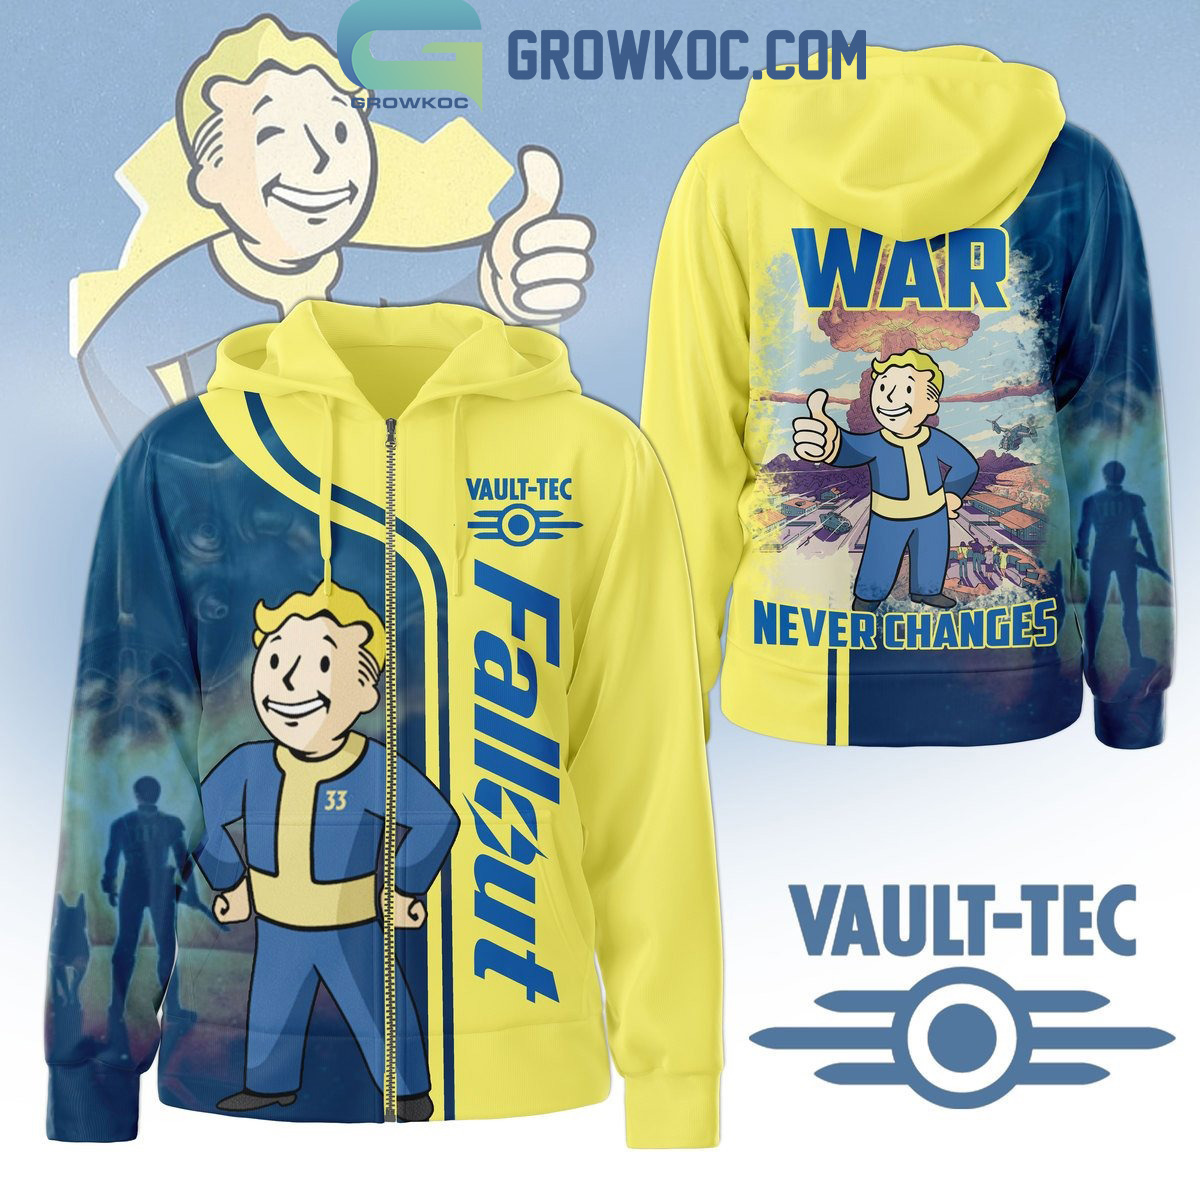 GROWKOC.COM
GROWKOC
WAR
NEVER CHANGES
VAULT-TEC
Fallout
33
VAULT-TEC